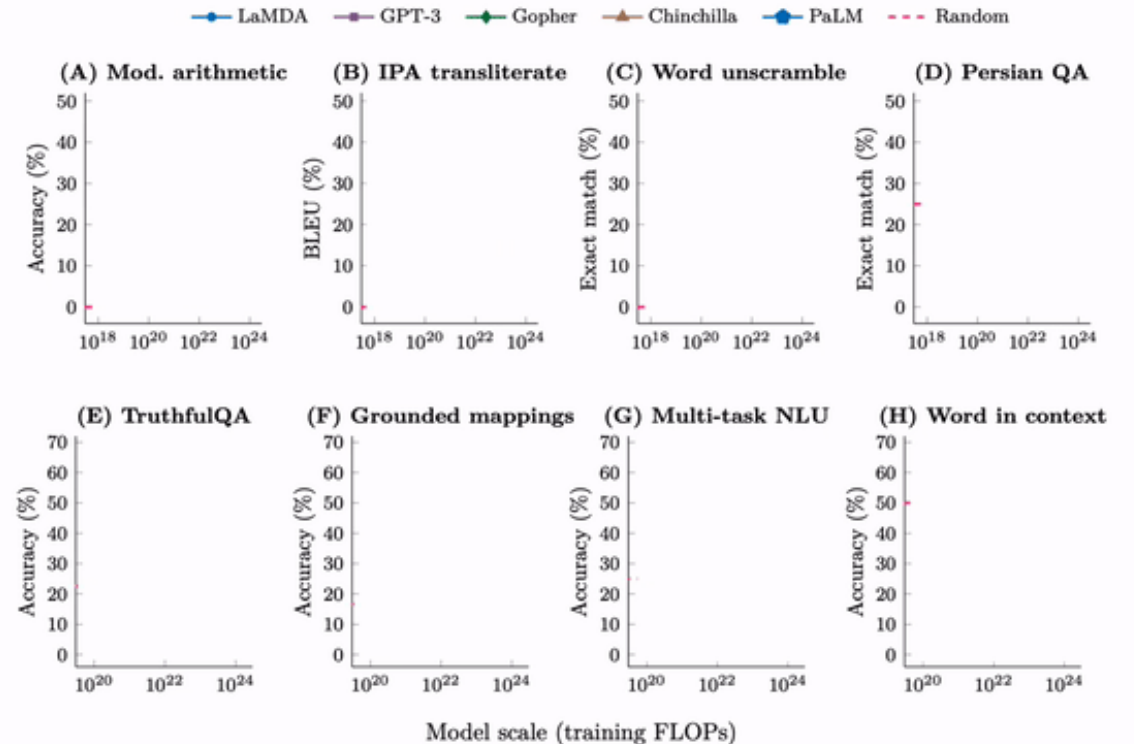 LaMDA GPT-3 Gopher Chinchilla PaLM Random
(A) Mod. arithmetic
Accuracy (%)
50
40
30
20
10
0
10^18 10^20 10^22 10^24
(B) IPA transliterate
BLEU (%)
50
40
30
20
10
0
10^18 10^20 10^22 10^24
(C) Word unscramble
Exact match (%)
50
40
30
20
10
0
10^18 10^20 10^22 10^24
(D) Persian QA
Exact match (%)
50
40
30
20
10
0
10^18 10^20 10^22 10^24
(E) TruthfulQA
Accuracy (%)
70
60
50
40
30
20
10
0
10^20 10^22 10^24
(F) Grounded mappings
Accuracy (%)
70
60
50
40
30
20
10
0
10^20 10^22 10^24
(G) Multi-task NLU
Accuracy (%)
70
60
50
40
30
20
10
0
10^20 10^22 10^24
(H) Word in context
Accuracy (%)
70
60
50
40
30
20
10
0
10^20 10^22 10^24
Model scale (training FLOPs)